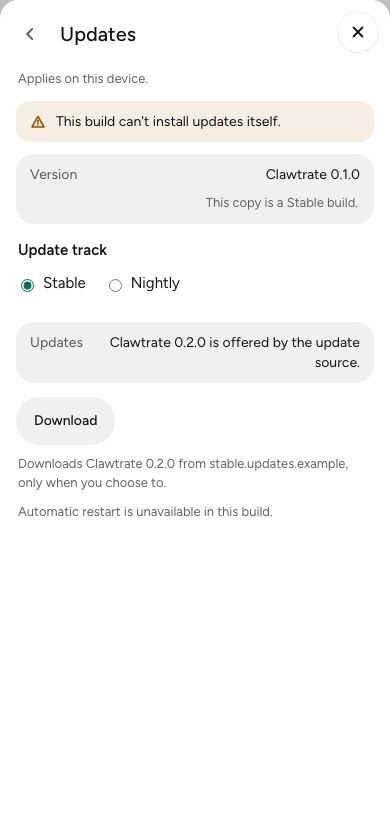 Updates
Applies on this device.
This build can't install updates itself.
Version
Clawtrate 0.1.0
This copy is a Stable build.
Update track
Stable
Nightly
Updates
Clawtrate 0.2.0 is offered by the update
source.
Download
Downloads Clawtrate 0.2.0 from stable.updates.example,
only when you choose to.
Automatic restart is unavailable in this build.